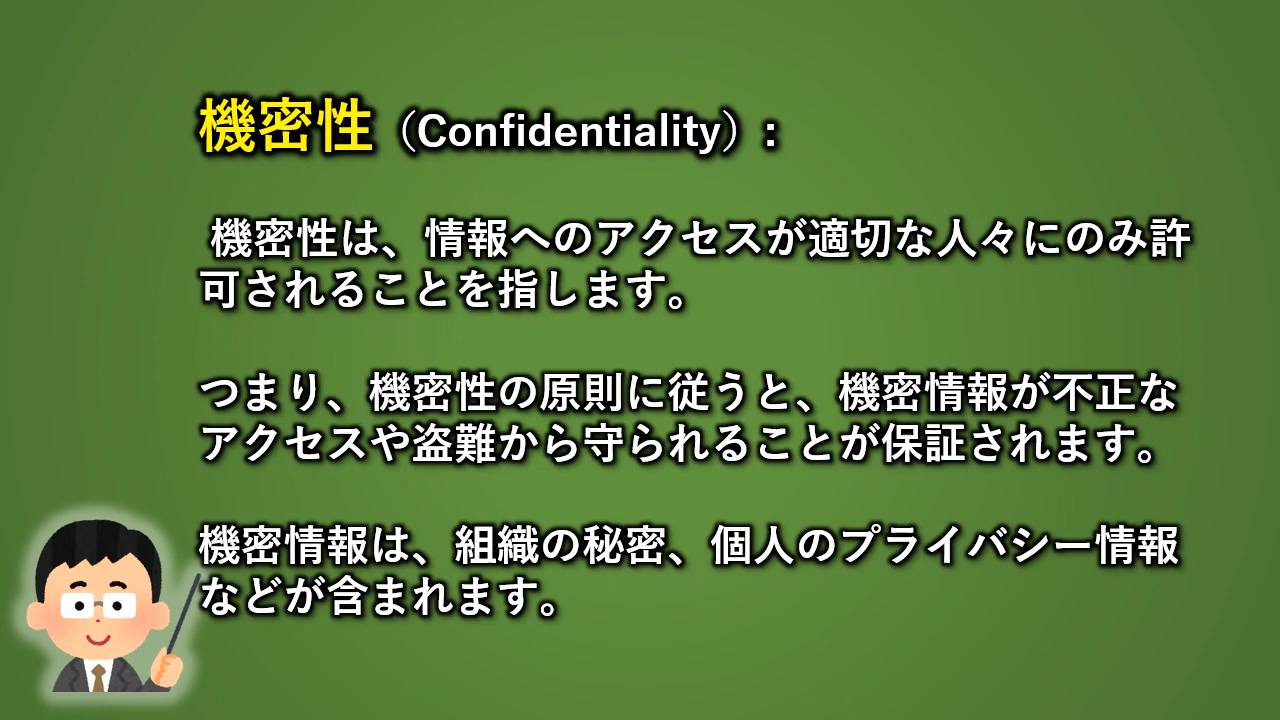 機密性（Confidentiality）:
機密性は、情報へのアクセスが適切な人々にのみ許
可されることを指します。
つまり、機密性の原則に従うと、機密情報が不正な
アクセスや盗難から守られることが保証されます。
機密情報は、組織の秘密、個人のプライバシー情報
などが含まれます。